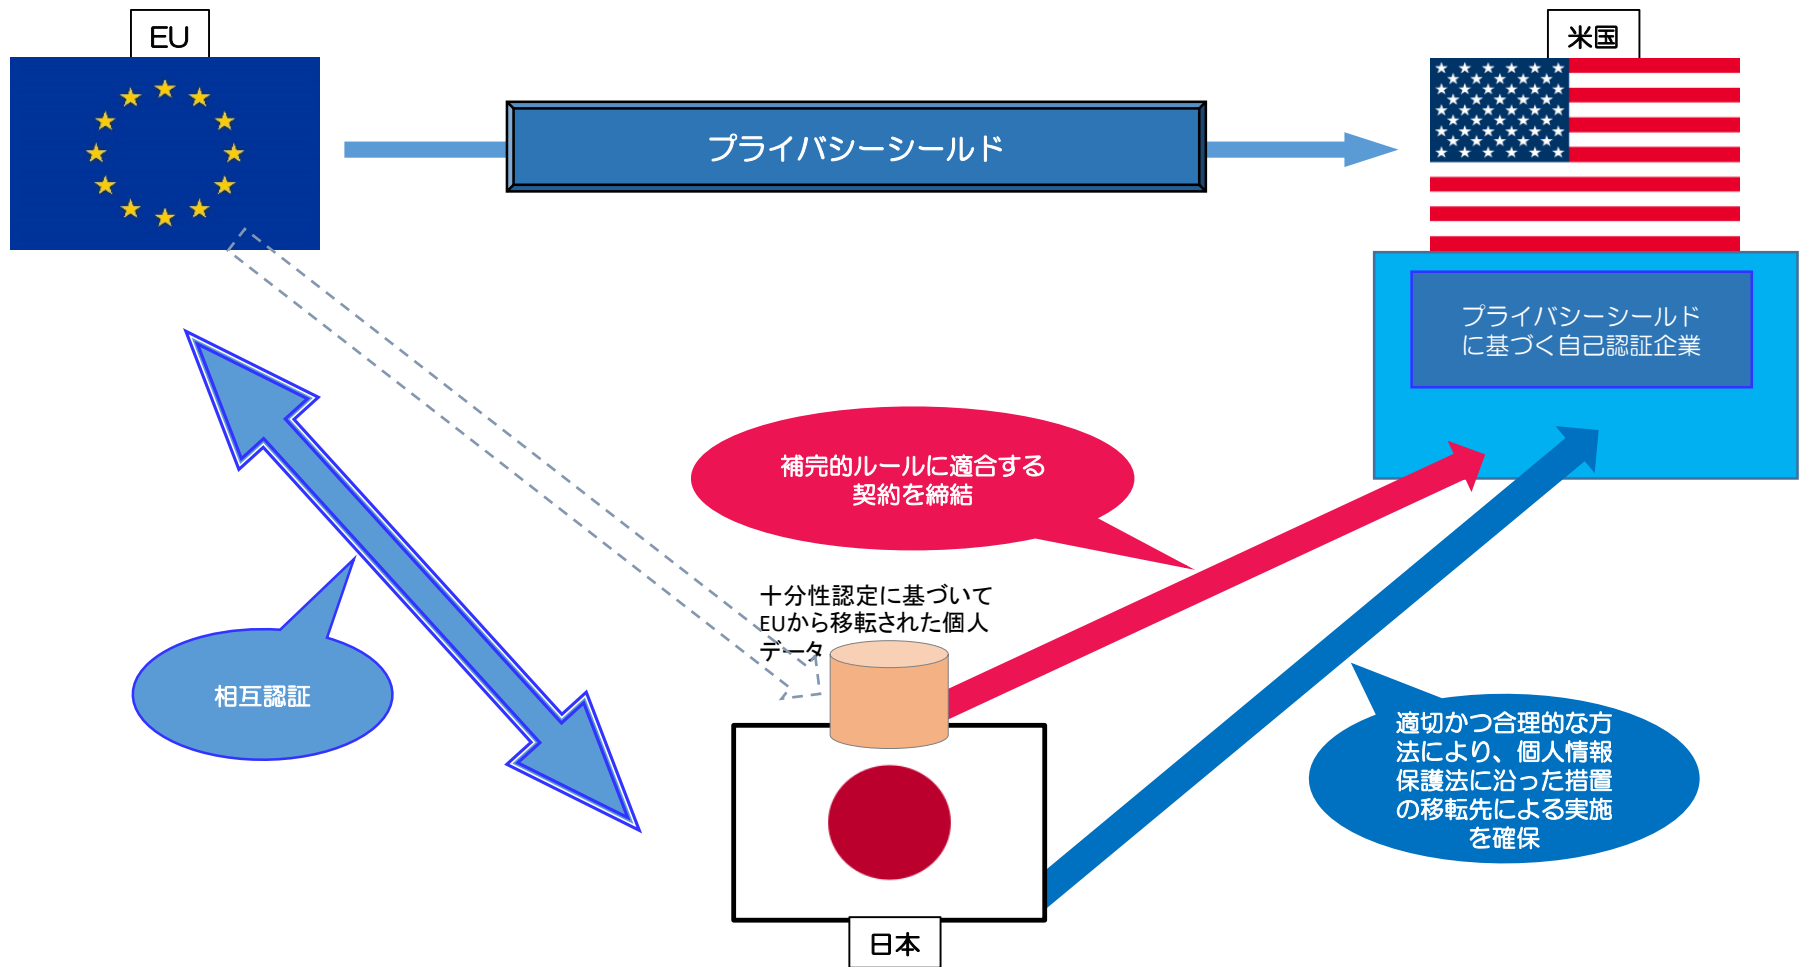 EU
米国
プライバシーシールド
プライバシーシールド
に基づく自己認証企業
補完的ルールに適合する
契約を締結
十分性認定に基づいて
EUから移転された個人
データ
相互認証
適切かつ合理的な方
法により、個人情報
保護法に沿った措置
の移転先による実施
を確保
日本